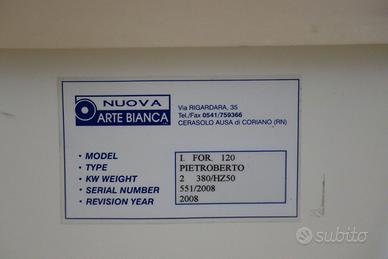 NUOVA
ARTE BIANCA
Via RIGARDARA, 35
Tel./Fax 0541/759366
CERASOLO AUSA di CORIANO (RN)
• MODEL I. FOR. 120
• TYPE PIETROBERTO
• KW WEIGHT 2 380/HZ50
• SERIAL NUMBER 551/2008
• REVISION YEAR 2008
subito